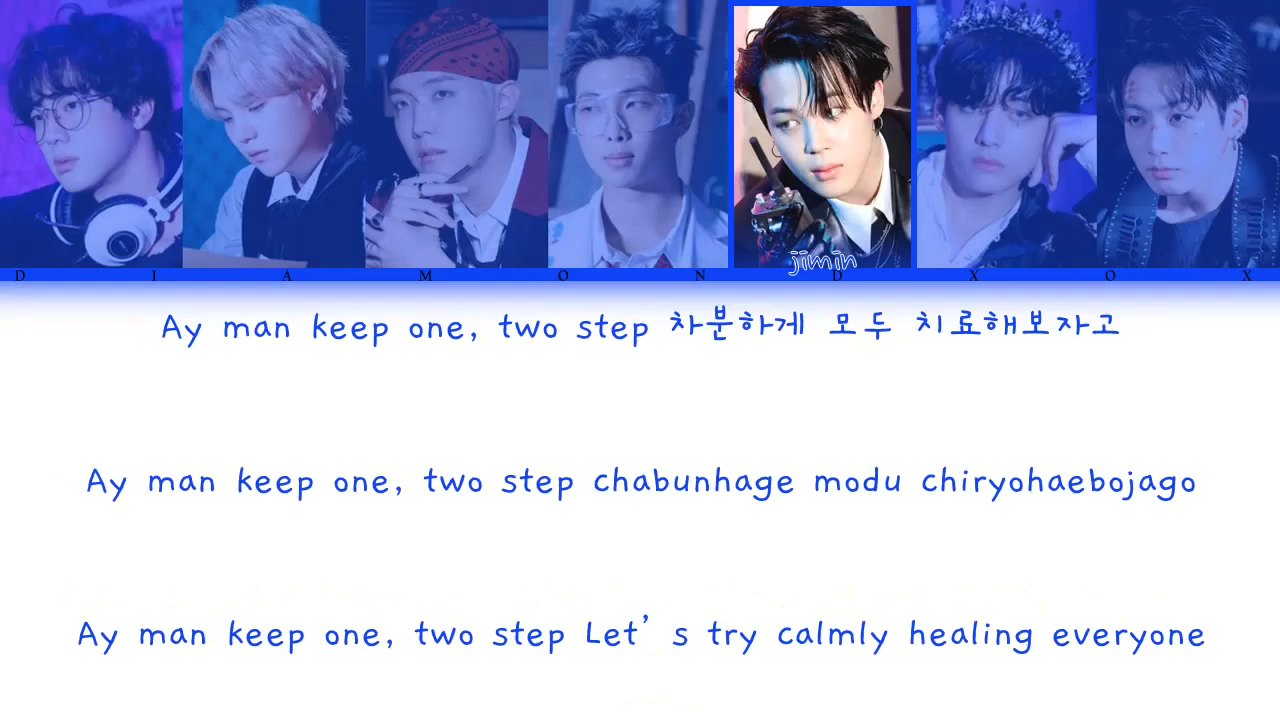 D I A M O N D X O X
jimin
Ay man keep one, two step 차분하게 모두 치료해보자고
Ay man keep one, two step chabunhage modu chiryohaebojago
Ay man keep one, two step Let's try calmly healing everyone